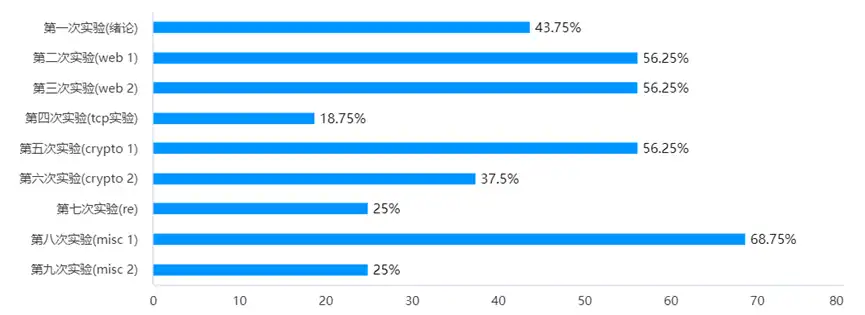 第一次实验(绪论) 43.75%
第二次实验(web 1) 56.25%
第三次实验(web 2) 56.25%
第四次实验(tcp实验) 18.75%
第五次实验(crypto 1) 56.25%
第六次实验(crypto 2) 37.5%
第七次实验(re) 25%
第八次实验(misc 1) 68.75%
第九次实验(misc 2) 25%
0 10 20 30 40 50 60 70 80